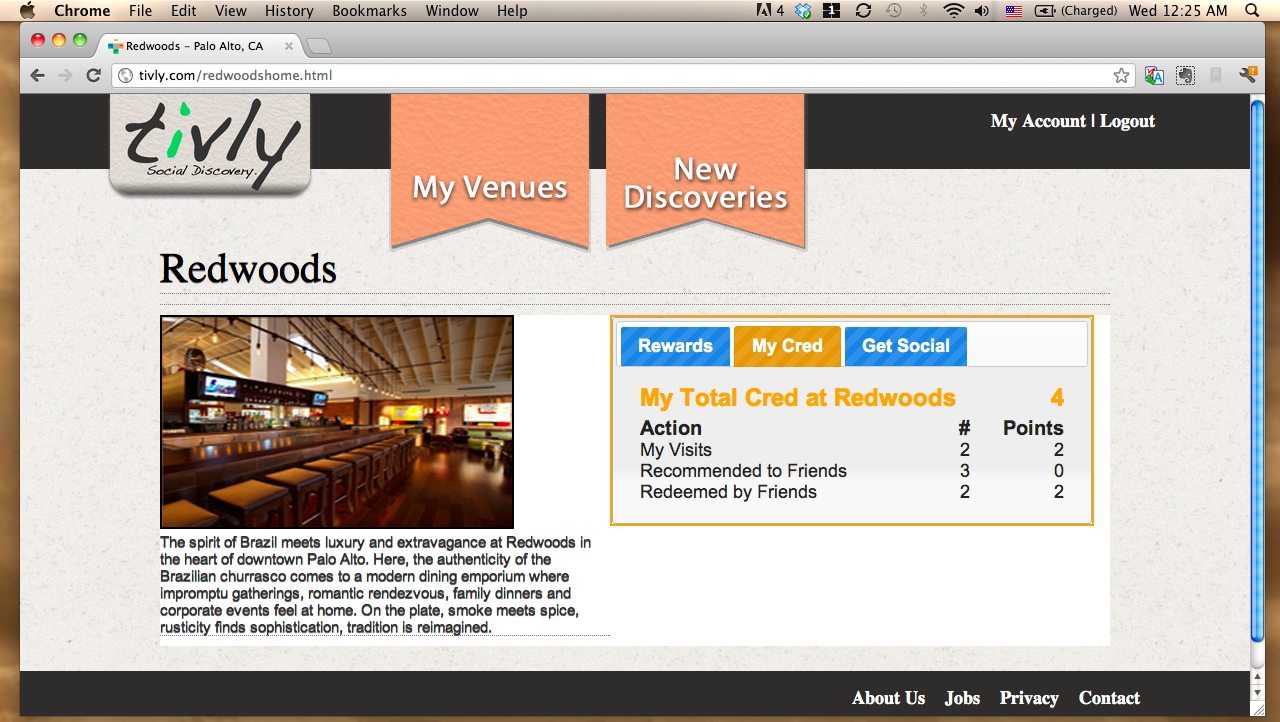 Chrome File Edit View History Bookmarks Window Help 4 1 (Charged) Wed 12:25 AM
Redwoods – Palo Alto, CA
tivly.com/redwoodshome.html
tivly
Social Discovery.
My Venues
New
Discoveries
My Account | Logout
Redwoods
Rewards My Cred Get Social
My Total Cred at Redwoods 4
Action # Points
My Visits 2 2
Recommended to Friends 3 0
Redeemed by Friends 2 2
The spirit of Brazil meets luxury and extravagance at Redwoods in
the heart of downtown Palo Alto. Here, the authenticity of the
Brazilian churrasco comes to a modern dining emporium where
impromptu gatherings, romantic rendezvous, family dinners and
corporate events feel at home. On the plate, smoke meets spice,
rusticity finds sophistication, tradition is reimagined.
About Us Jobs Privacy Contact